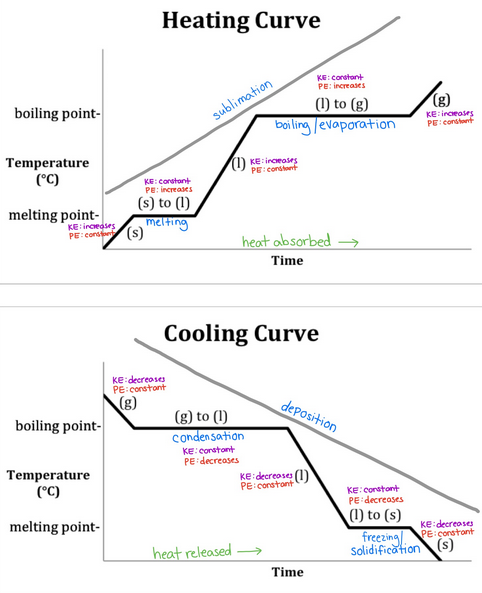 Heating Curve
sublimation
KE: constant
PE: increases
(l) to (g)
boiling/evaporation
(g)
KE: increases
PE: constant
boiling point-
Temperature
(°C)
(l)
KE: increases
PE: constant
KE: constant
PE: increases
(s) to (l)
melting
melting point-
KE: increases
PE: constant
(s)
heat absorbed →
Time
Cooling Curve
KE: decreases
PE: constant
(g)
(g) to (l)
condensation
KE: constant
PE: decreases
deposition
boiling point-
Temperature
(°C)
KE: decreases
PE: constant
(l)
KE: constant
PE: decreases
(l) to (s)
freezing/
solidification
melting point-
KE: decreases
PE: constant
(s)
heat released →
Time